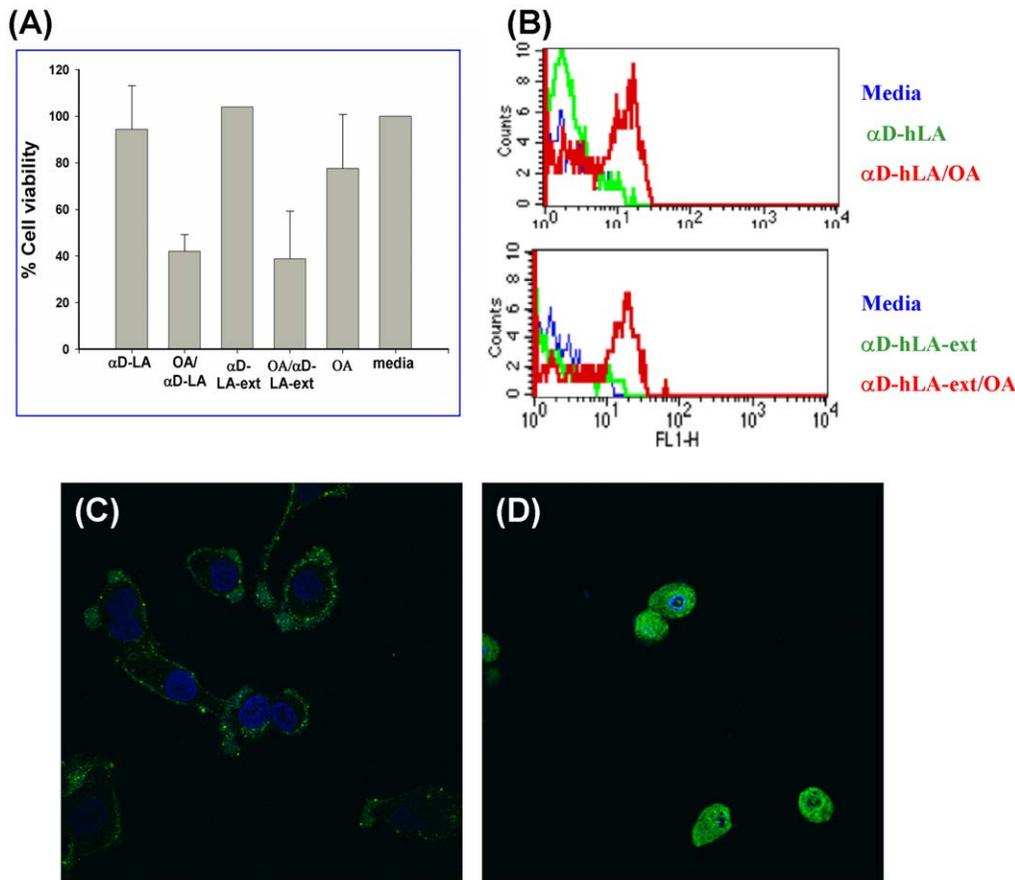 (A)
% Cell viability
120
100
80
60
40
20
0
αD-LA
OA/
αD-LA
αD-
LA-ext
OA/αD-
LA-ext
OA
media
(B)
Counts
10
8
6
4
2
0
10⁰
10¹
10²
10³
10⁴
Media
αD-hLA
αD-hLA/OA
Counts
10
8
6
4
2
0
10⁰
10¹
10²
10³
10⁴
FL1-H
Media
αD-hLA-ext
αD-hLA-ext/OA
(C)
(D)